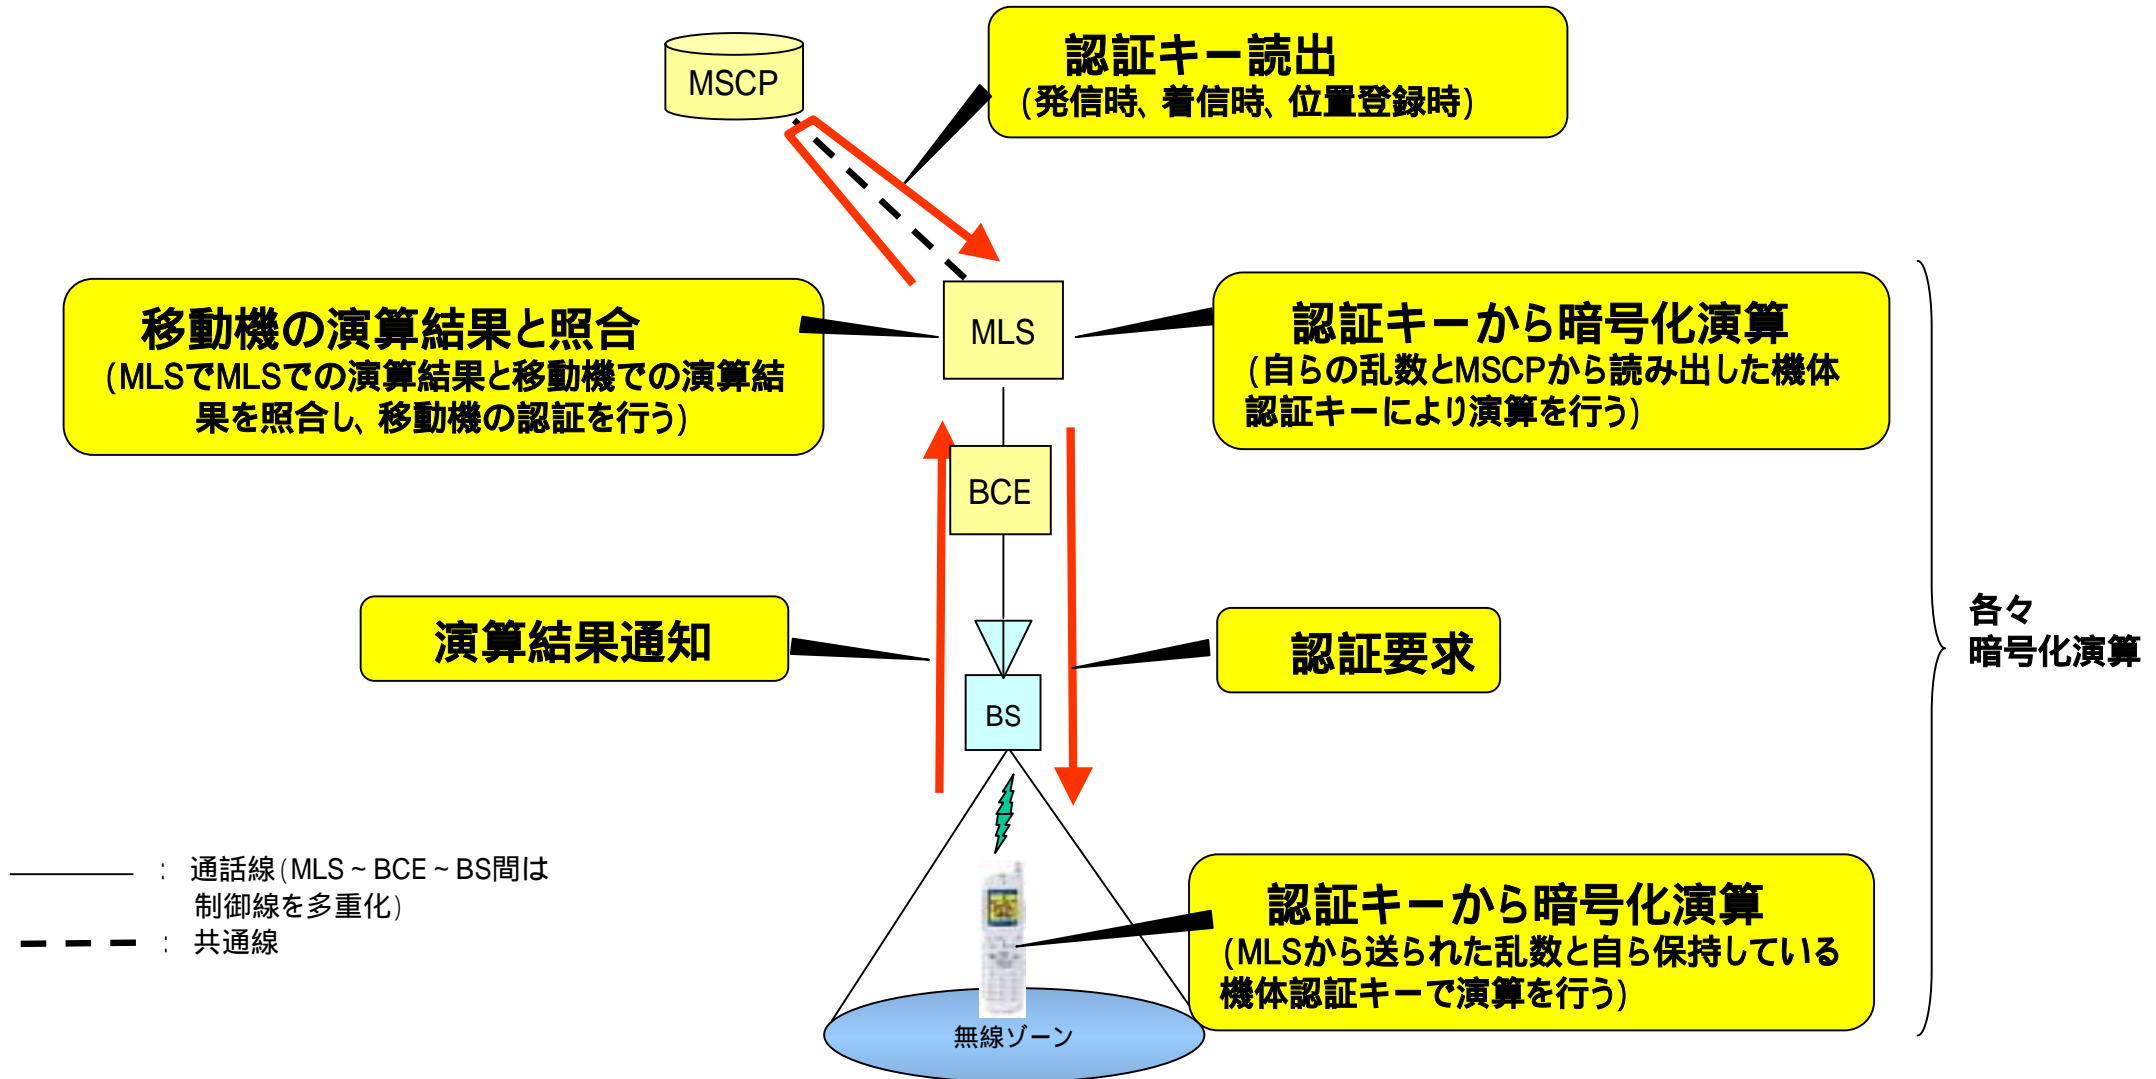 MSCP
認証キー読出
(発信時、着信時、位置登録時)
移動機の演算結果と照合
(MLSでMLSでの演算結果と移動機での演算結
果を照合し、移動機の認証を行う)
MLS
認証キーから暗号化演算
(自らの乱数とMSCPから読み出した機体
認証キーにより演算を行う)
BCE
各々
暗号化演算
演算結果通知
認証要求
BS
: 通話線(MLS~BCE~BS間は
制御線を多重化)
: 共通線
認証キーから暗号化演算
(MLSから送られた乱数と自ら保持している
機体認証キーで演算を行う)
無線ゾーン